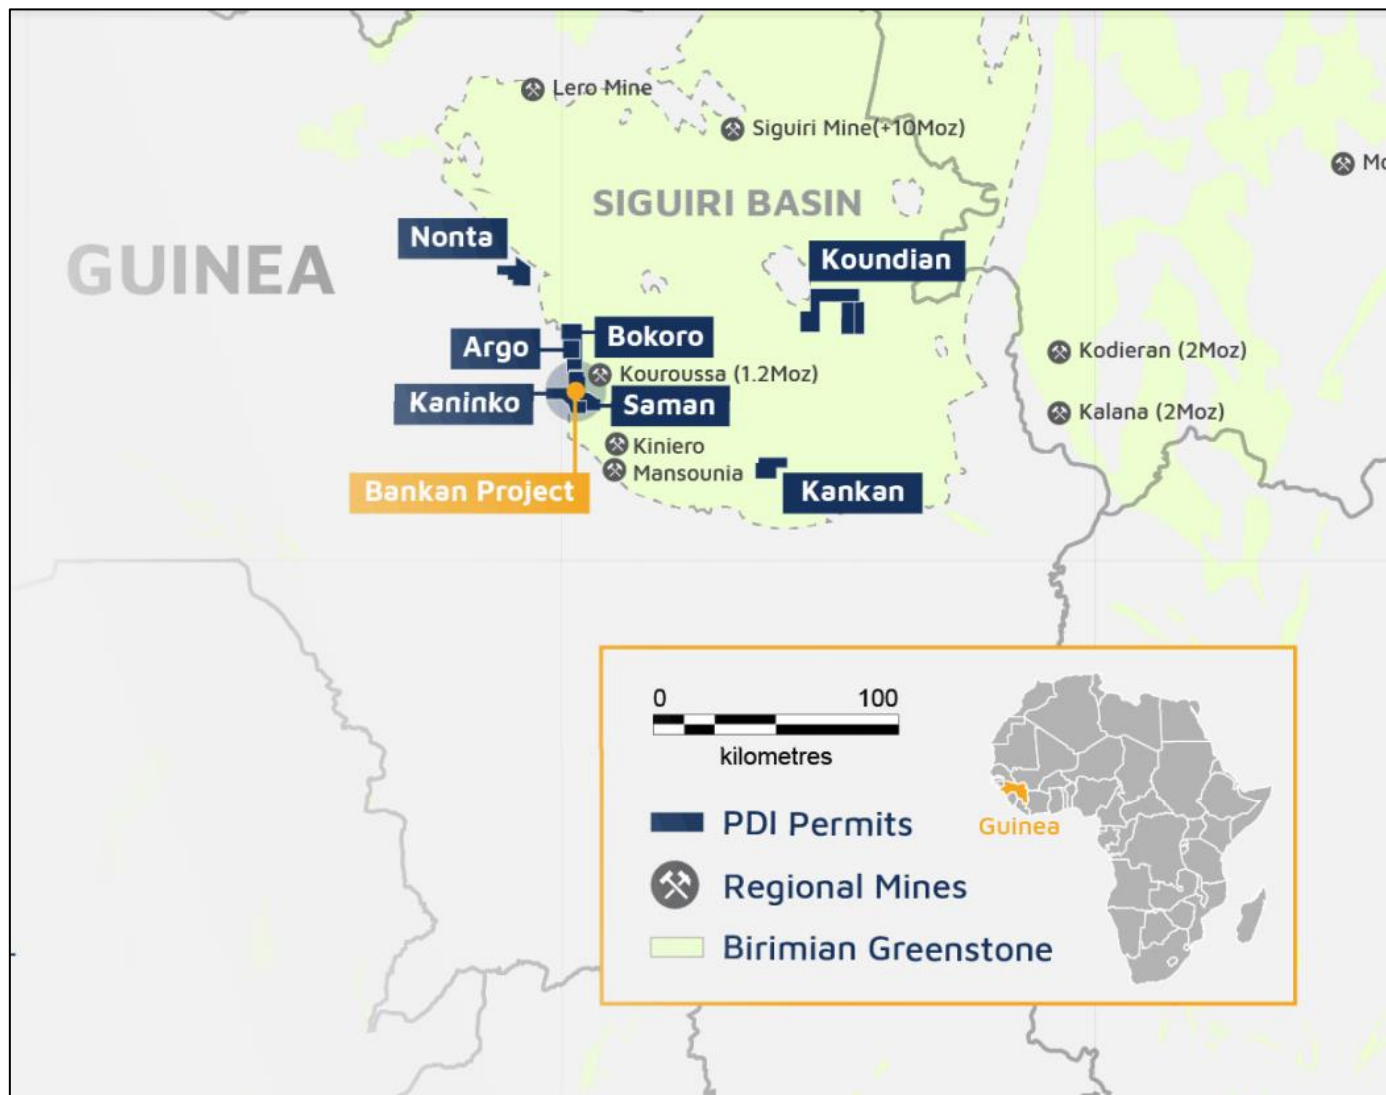 Lero Mine
Siguiri Mine(+10Moz)
SIGUIRI BASIN
Nonta
GUINEA
Koundian
Bokoro
Argo
Kouroussa (1.2Moz)
Kaninko
Saman
Kodieran (2Moz)
Kalana (2Moz)
Kiniero
Mansounia
Bankan Project
Kankan
0 100
kilometres
PDI Permits
Regional Mines
Birimian Greenstone
Guinea